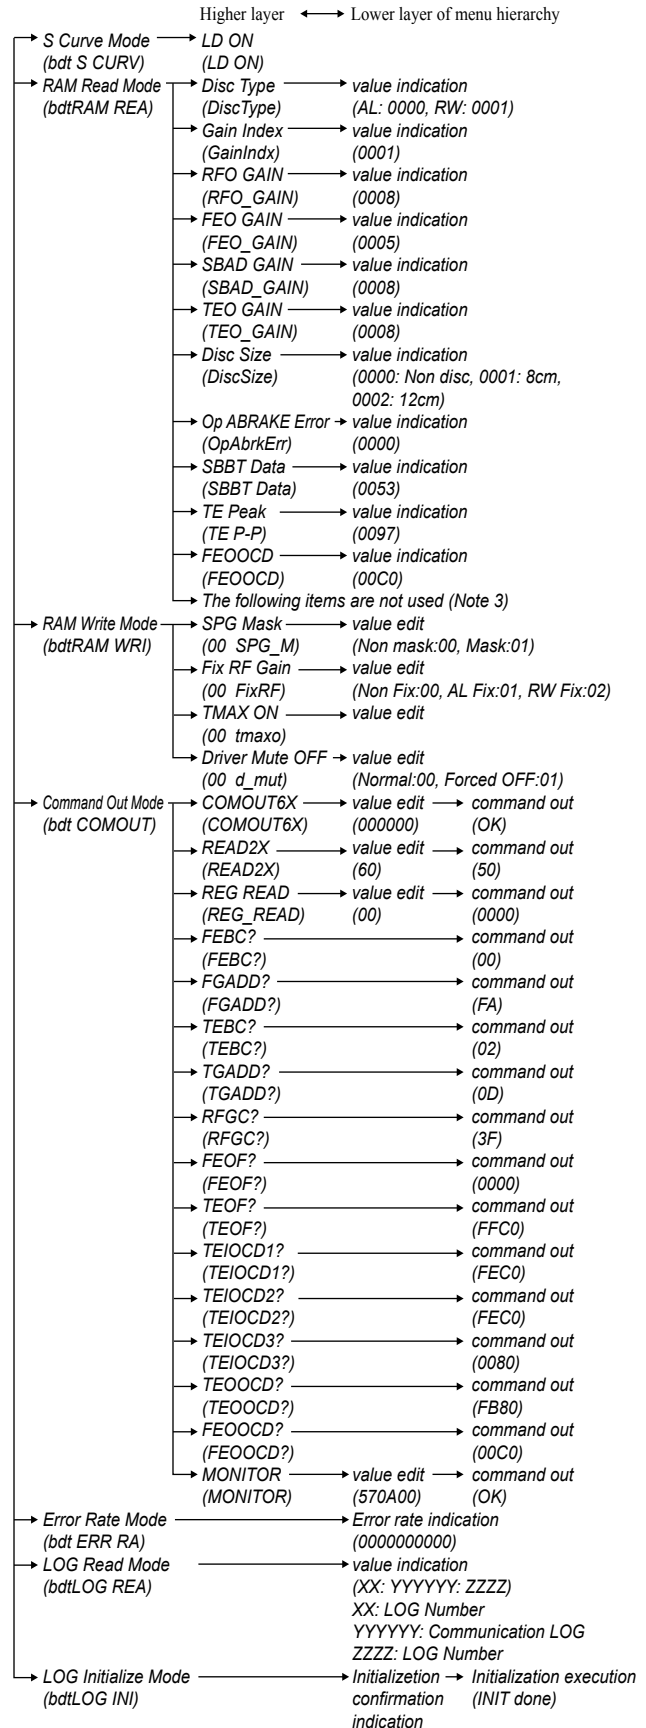 Higher layer ⟷ Lower layer of menu hierarchy
S Curve Mode → LD ON
(bdt S CURV) (LD ON)
RAM Read Mode → Disc Type → value indication
(bdtRAM REA) (DiscType) (AL: 0000, RW: 0001)
Gain Index → value indication
(GainIndx) (0001)
RFO GAIN → value indication
(RFO_GAIN) (0008)
FEO GAIN → value indication
(FEO_GAIN) (0005)
SBAD GAIN → value indication
(SBAD_GAIN) (0008)
TEO GAIN → value indication
(TEO_GAIN) (0008)
Disc Size → value indication
(DiscSize) (0000: Non disc, 0001: 8cm,
0002: 12cm)
Op ABRAKE Error → value indication
(OpAbrkErr) (0000)
SBBT Data → value indication
(SBBT Data) (0053)
TE Peak → value indication
(TE P-P) (0097)
FEOOCD → value indication
(FEOOCD) (00C0)
The following items are not used (Note 3)
RAM Write Mode → SPG Mask → value edit
(bdtRAM WRI) (00 SPG_M) (Non mask:00, Mask:01)
Fix RF Gain → value edit
(00 FixRF) (Non Fix:00, AL Fix:01, RW Fix:02)
TMAX ON → value edit
(00 tmaxo)
Driver Mute OFF → value edit
(00 d_mut) (Normal:00, Forced OFF:01)
Command Out Mode → COMOUT6X → value edit → command out
(bdt COMOUT) (COMOUT6X) (000000) (OK)
READ2X → value edit → command out
(READ2X) (60) (50)
REG READ → value edit → command out
(REG_READ) (00) (0000)
FEBC? → command out
(FEBC?) (00)
FGADD? → command out
(FGADD?) (FA)
TEBC? → command out
(TEBC?) (02)
TGADD? → command out
(TGADD?) (0D)
RFGC? → command out
(RFGC?) (3F)
FEOF? → command out
(FEOF?) (0000)
TEOF? → command out
(TEOF?) (FFC0)
TEIOCD1? → command out
(TEIOCD1?) (FEC0)
TEIOCD2? → command out
(TEIOCD2?) (FEC0)
TEIOCD3? → command out
(TEIOCD3?) (0080)
TEOOCD? → command out
(TEOOCD?) (FB80)
FEOOCD? → command out
(FEOOCD?) (00C0)
MONITOR → value edit → command out
(MONITOR) (570A00) (OK)
Error Rate Mode → Error rate indication
(bdt ERR RA) (0000000000)
LOG Read Mode → value indication
(bdtLOG REA) (XX: YYYYYY: ZZZZ)
XX: LOG Number
YYYYYY: Communication LOG
ZZZZ: LOG Number
LOG Initialize Mode → Initializetion → Initialization execution
(bdtLOG INI) confirmation (INIT done)
indication